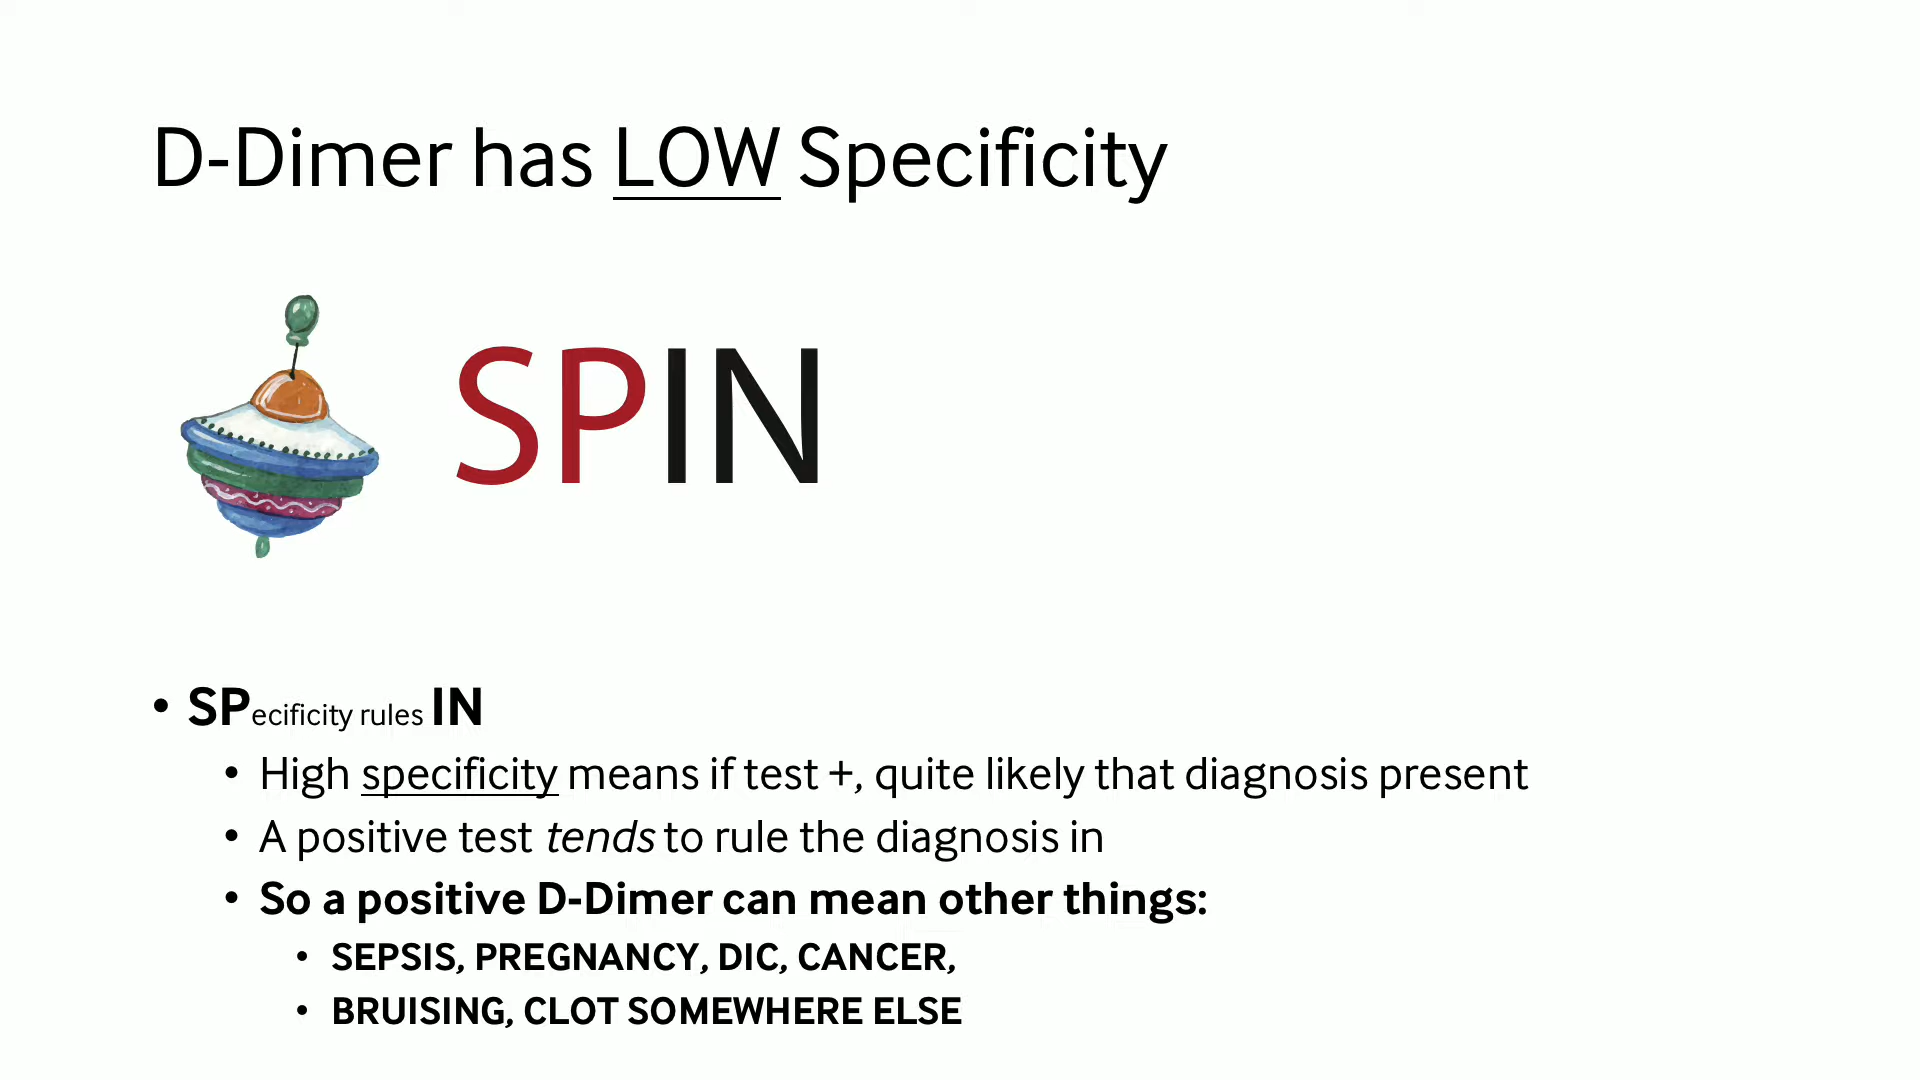 D-Dimer has LOW Specificity
SPIN
• SPecificity rules IN
• High specificity means if test +, quite likely that diagnosis present
• A positive test tends to rule the diagnosis in
• So a positive D-Dimer can mean other things:
• SEPSIS, PREGNANCY, DIC, CANCER,
• BRUISING, CLOT SOMEWHERE ELSE